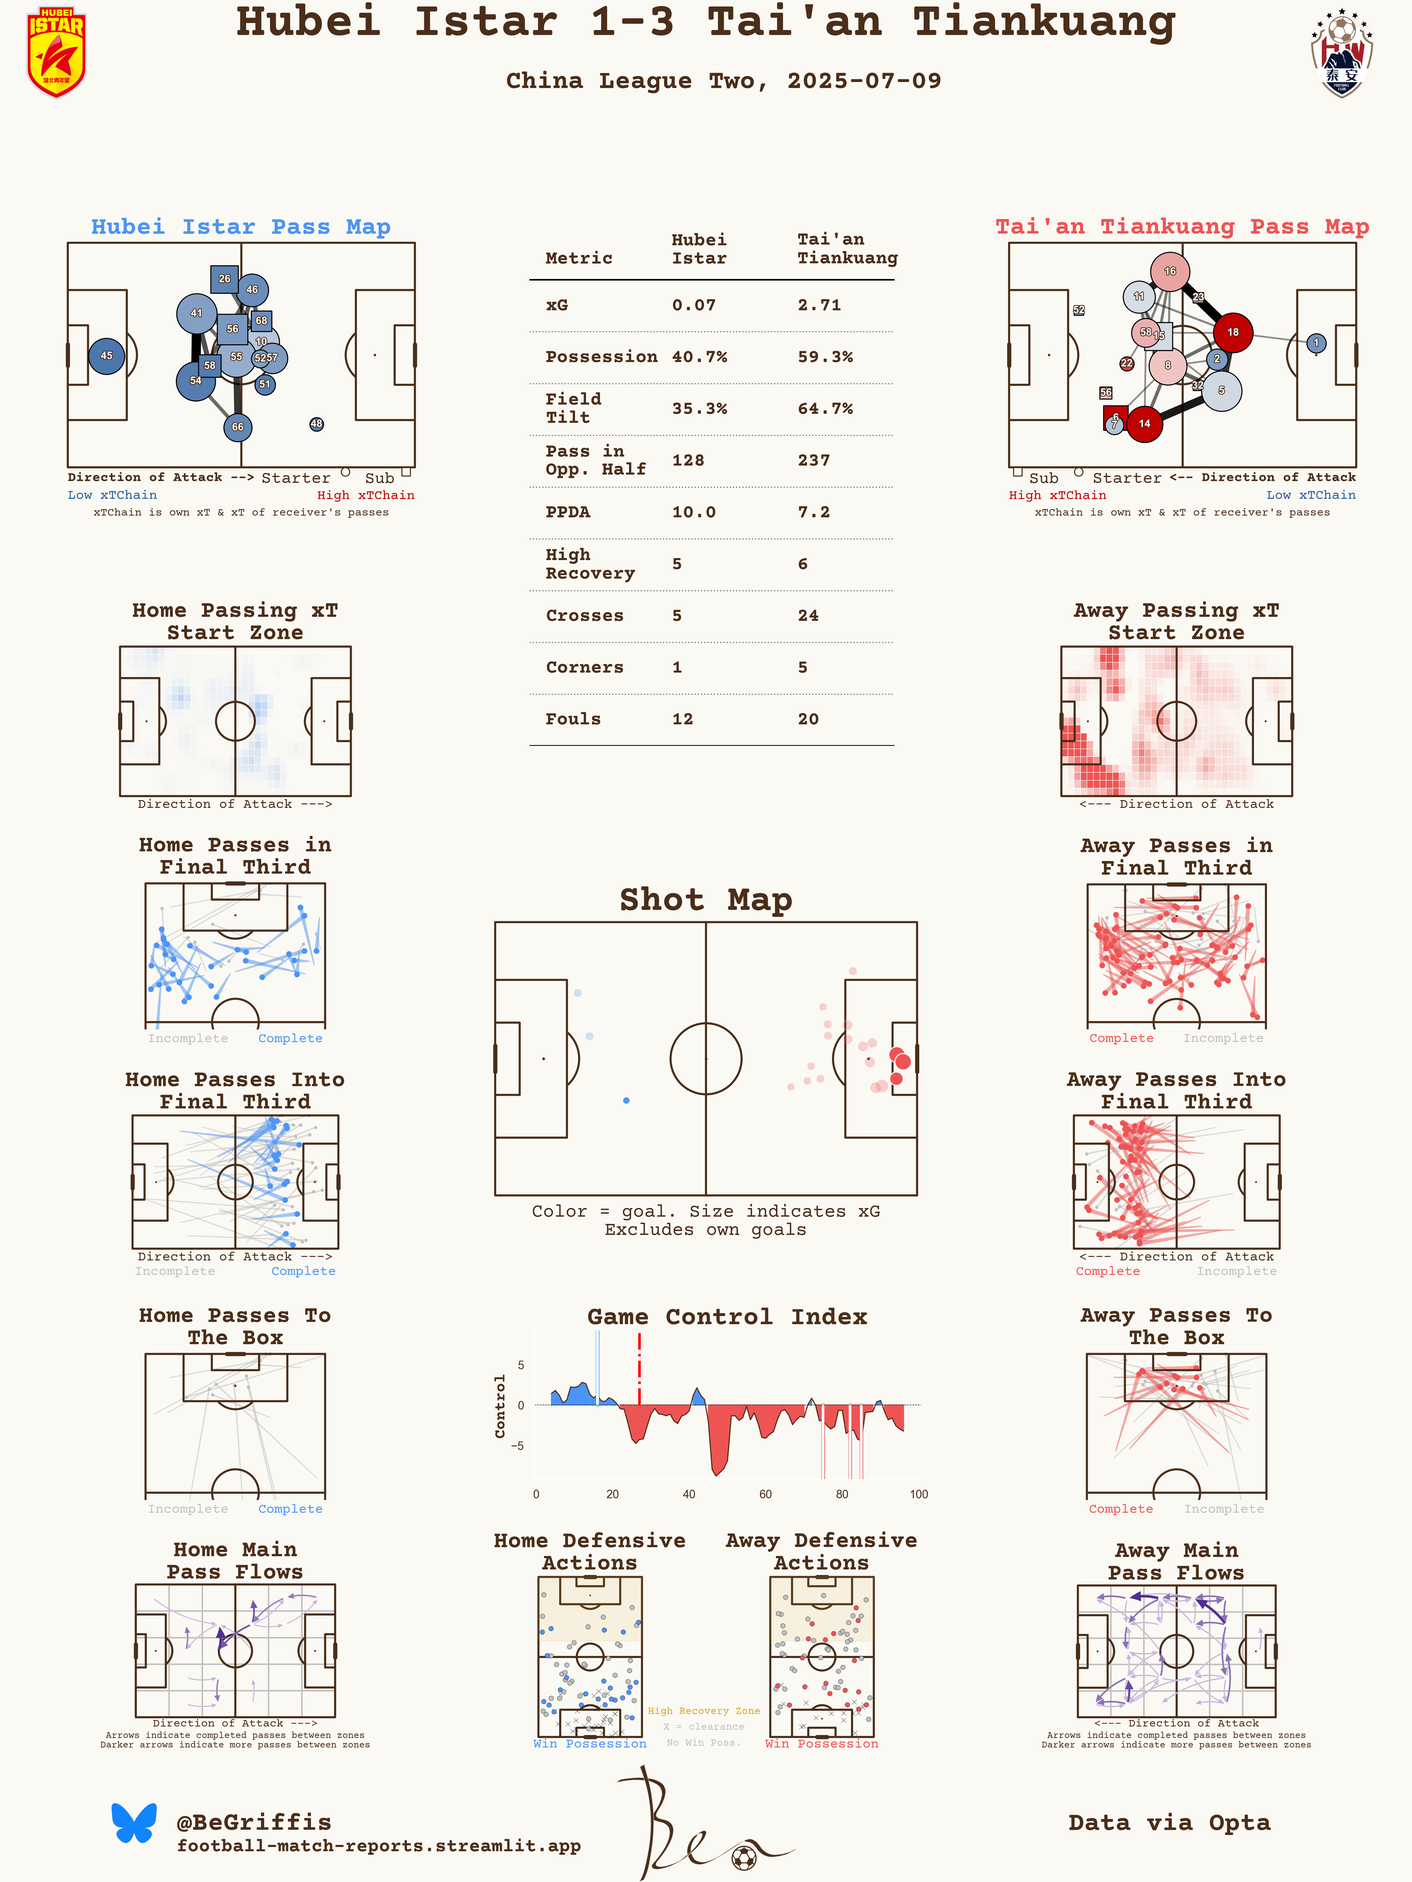 Hubei Istar 1-3 Tai'an Tiankuang
China League Two, 2025-07-09
HUBEI
ISTAR
湖北青年星
泰安
FOOTBALL
CLUB
Hubei Istar Pass Map
26
46
41
68
56
10
45
55
52
57
58
54
51
66
48
Direction of Attack --> Starter Sub
Low xTChain High xTChain
xTChain is own xT & xT of receiver's passes
Metric Hubei Istar Tai'an Tiankuang
xG 0.07 2.71
Possession 40.7% 59.3%
Field Tilt 35.3% 64.7%
Pass in Opp. Half 128 237
PPDA 10.0 7.2
High Recovery 5 6
Crosses 5 24
Corners 1 5
Fouls 12 20
Tai'an Tiankuang Pass Map
16
11
23
52
58
15
18
1
22
8
2
56
32
5
6
7
14
Sub Starter <-- Direction of Attack
High xTChain Low xTChain
xTChain is own xT & xT of receiver's passes
Home Passing xT
Start Zone
Direction of Attack --->
Away Passing xT
Start Zone
<--- Direction of Attack
Home Passes in
Final Third
Incomplete Complete
Away Passes in
Final Third
Complete Incomplete
Shot Map
Color = goal. Size indicates xG
Excludes own goals
Home Passes Into
Final Third
Direction of Attack --->
Incomplete Complete
Away Passes Into
Final Third
<--- Direction of Attack
Complete Incomplete
Home Passes To
The Box
Incomplete Complete
Game Control Index
Control
5
0
−5
0 20 40 60 80 100
Away Passes To
The Box
Complete Incomplete
Home Main
Pass Flows
Direction of Attack --->
Arrows indicate completed passes between zones
Darker arrows indicate more passes between zones
Home Defensive
Actions
Win Possession
High Recovery Zone
X = clearance
No Win Poss.
Away Defensive
Actions
Win Possession
Away Main
Pass Flows
<--- Direction of Attack
Arrows indicate completed passes between zones
Darker arrows indicate more passes between zones
@BeGriffis
football-match-reports.streamlit.app
Ben
Data via Opta